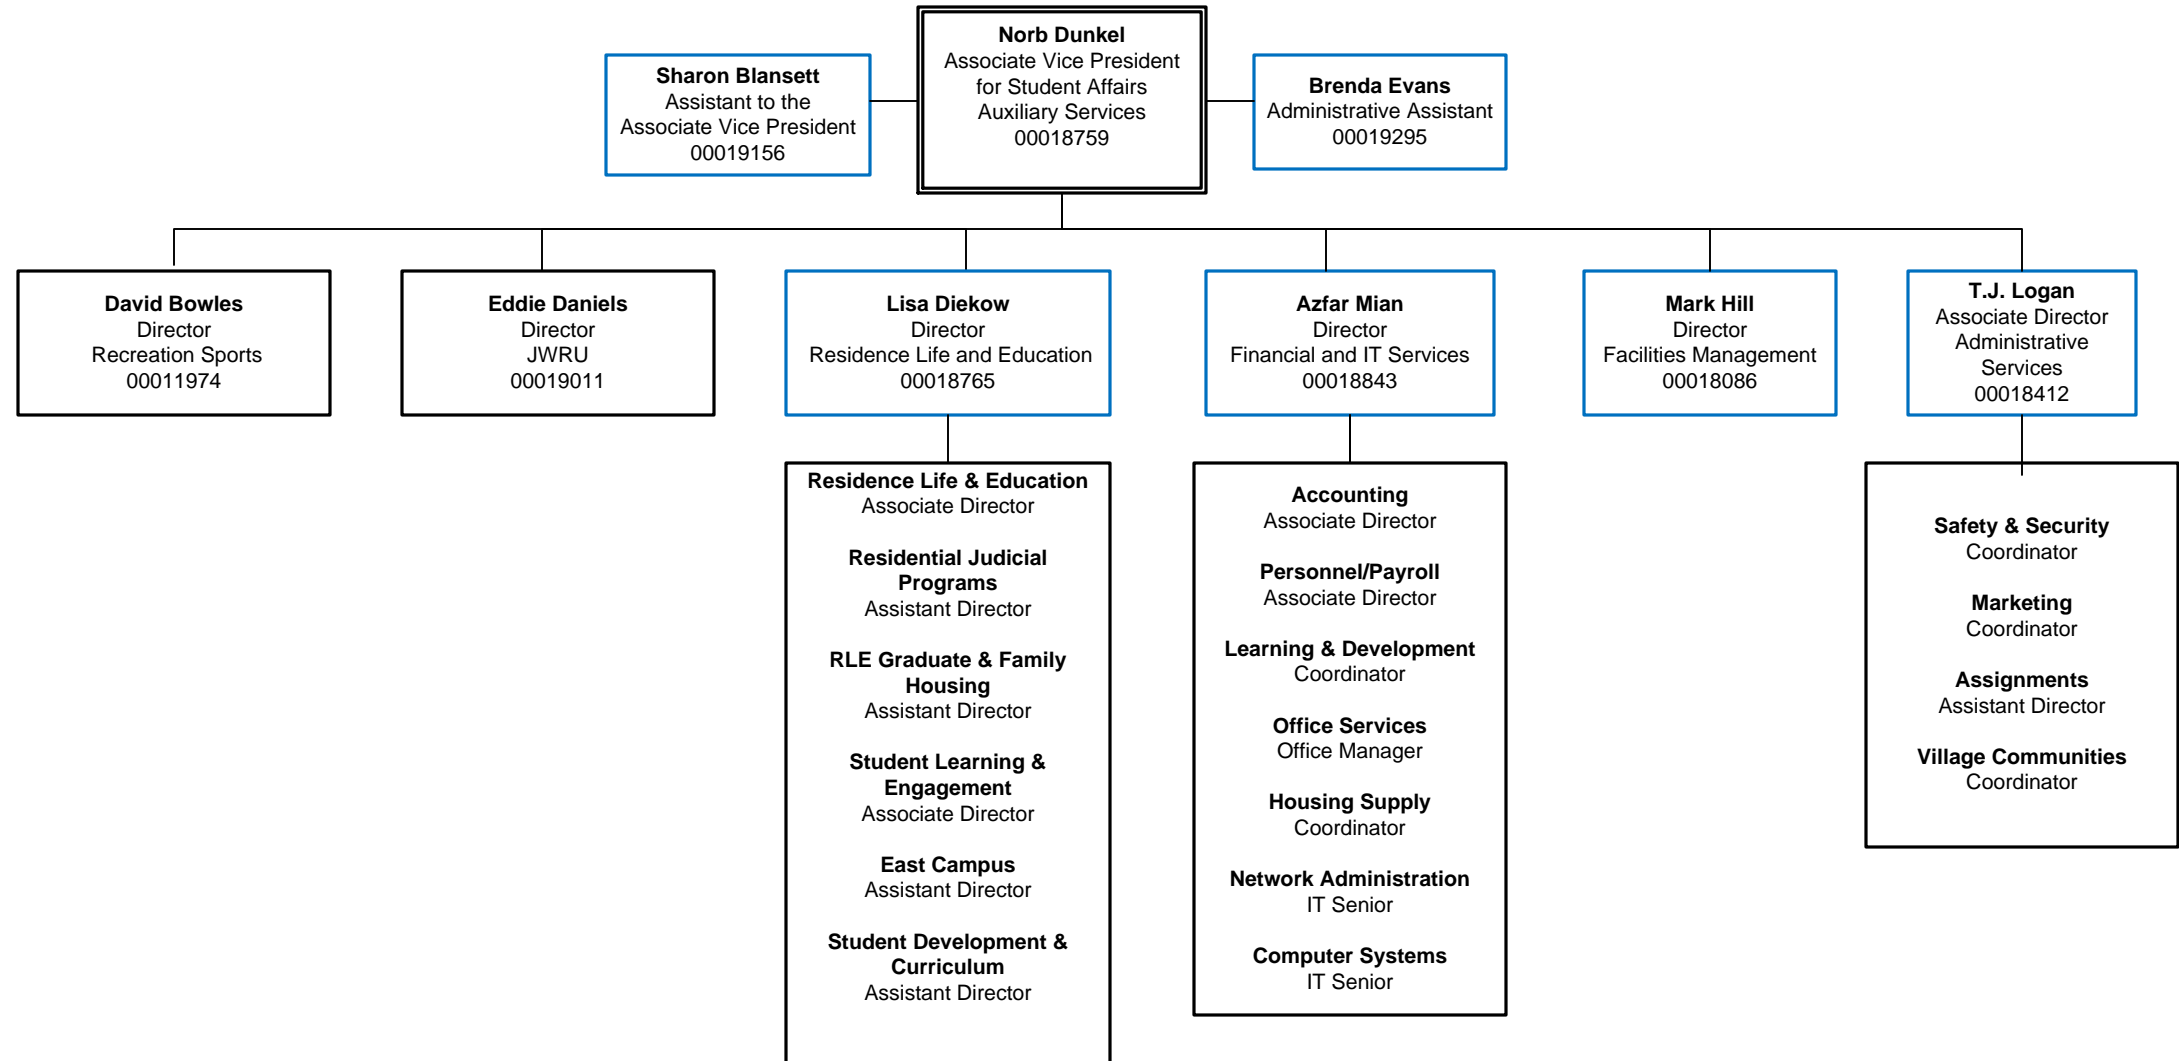 Norb Dunkel
Associate Vice President
for Student Affairs
Auxiliary Services
00018759
Sharon Blansett
Assistant to the
Associate Vice President
00019156
Brenda Evans
Administrative Assistant
00019295
David Bowles
Director
Recreation Sports
00011974
Eddie Daniels
Director
JWRU
00019011
Lisa Diekow
Director
Residence Life and Education
00018765
Azfar Mian
Director
Financial and IT Services
00018843
Mark Hill
Director
Facilities Management
00018086
T.J. Logan
Associate Director
Administrative
Services
00018412
Residence Life & Education
Associate Director
Residential Judicial
Programs
Assistant Director
RLE Graduate & Family
Housing
Assistant Director
Student Learning &
Engagement
Associate Director
East Campus
Assistant Director
Student Development &
Curriculum
Assistant Director
Accounting
Associate Director
Personnel/Payroll
Associate Director
Learning & Development
Coordinator
Office Services
Office Manager
Housing Supply
Coordinator
Network Administration
IT Senior
Computer Systems
IT Senior
Safety & Security
Coordinator
Marketing
Coordinator
Assignments
Assistant Director
Village Communities
Coordinator